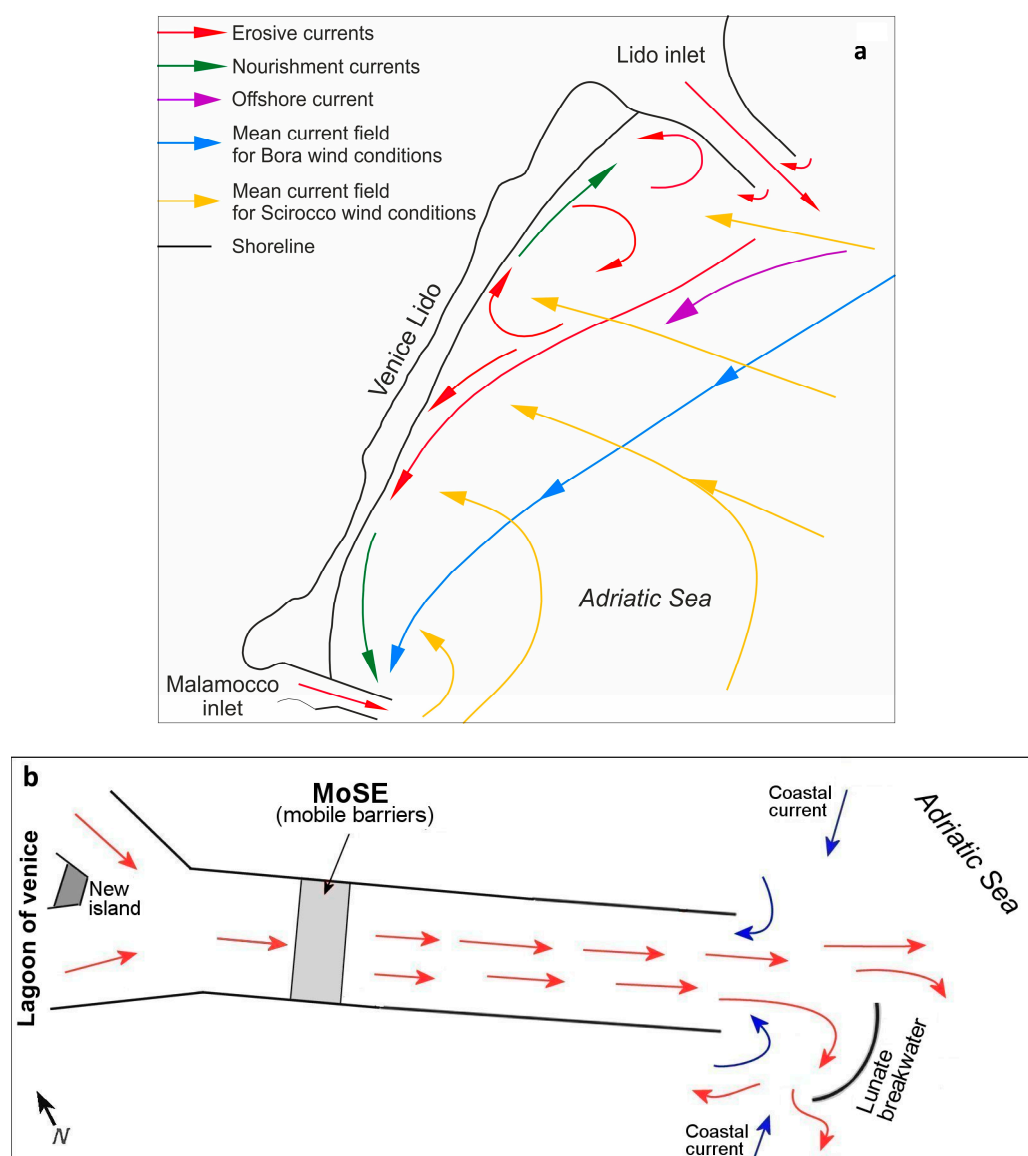 a
Erosive currents
Nourishment currents
Offshore current
Mean current field
for Bora wind conditions
Mean current field
for Scirocco wind conditions
Shoreline
Lido inlet
Venice Lido
Adriatic Sea
Malamocco
inlet
b
MoSE
(mobile barriers)
Coastal
current
Adriatic Sea
Lagoon of venice
New
island
Lunate
breakwater
Coastal
current
N